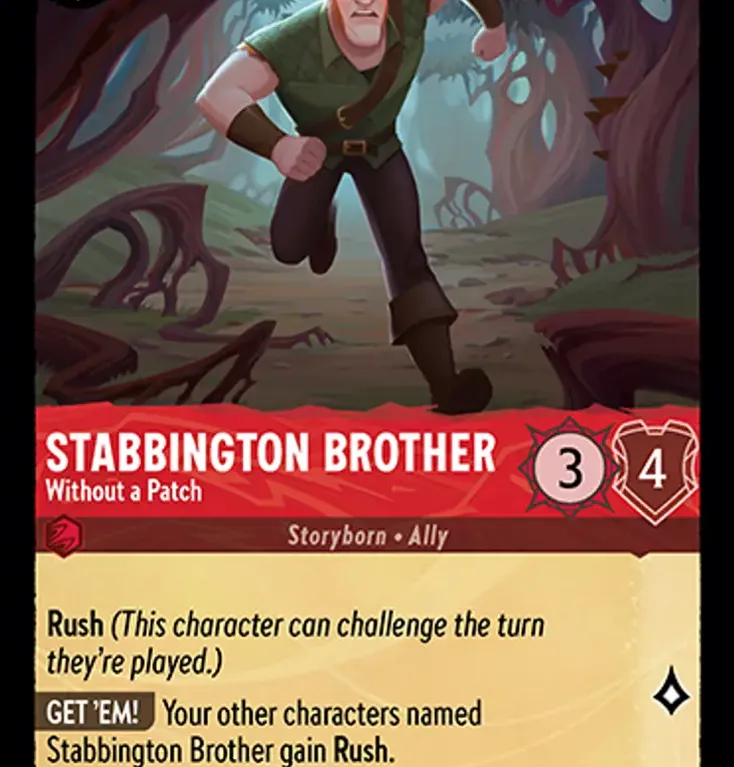 STABBINGTON BROTHER
Without a Patch
3
4
Storyborn • Ally
Rush (This character can challenge the turn
they're played.)
GET 'EM! Your other characters named
Stabbington Brother gain Rush.